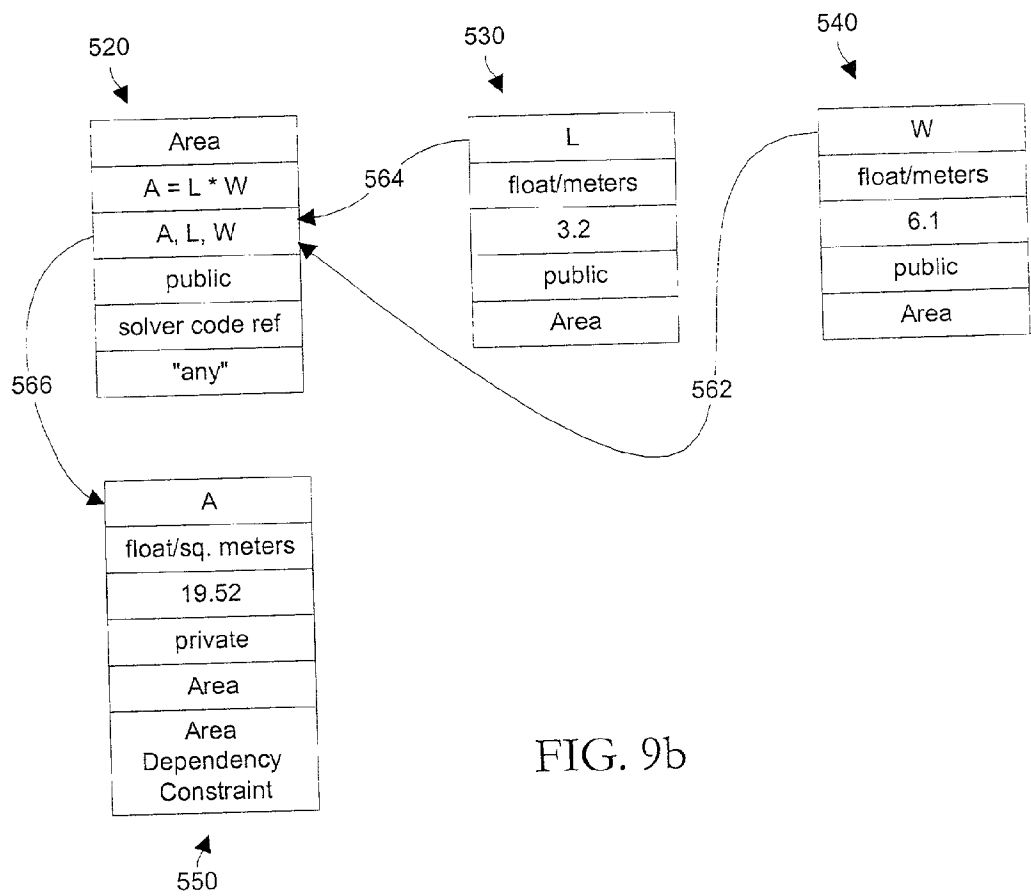 520
530
540
Area
A = L * W
A, L, W
public
solver code ref
"any"
L
float/meters
3.2
public
Area
W
float/meters
6.1
public
Area
564
562
566
A
float/sq. meters
19.52
private
Area
Area
Dependency
Constraint
550
FIG. 9b